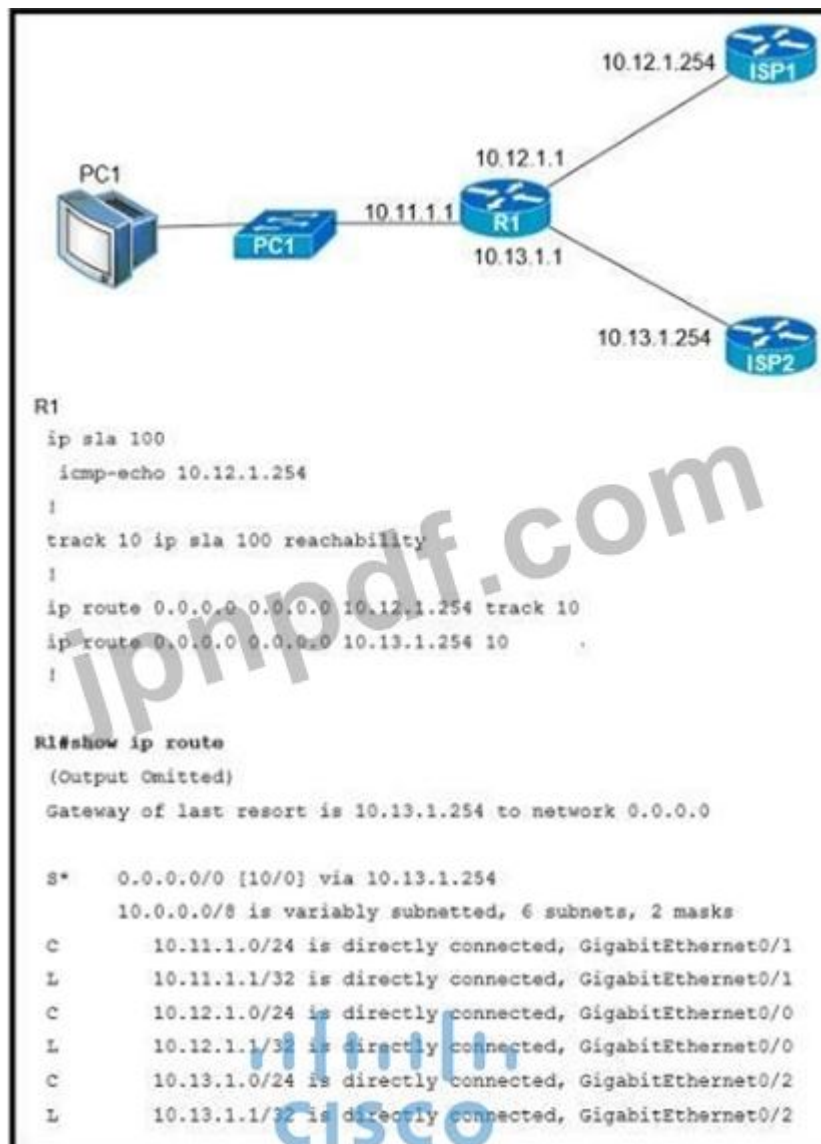 10.12.1.254
ISP1
10.12.1.1
PC1
10.11.1.1
R1
PC1
10.13.1.1
10.13.1.254
ISP2
R1
ip sla 100
icmp-echo 10.12.1.254
!
track 10 ip sla 100 reachability
!
ip route 0.0.0.0 0.0.0.0 10.12.1.254 track 10
ip route 0.0.0.0 0.0.0.0 10.13.1.254 10
!
jpnpdf.com
R1#show ip route
(Output Omitted)
Gateway of last resort is 10.13.1.254 to network 0.0.0.0
S* 0.0.0.0/0 [10/0] via 10.13.1.254
10.0.0.0/8 is variably subnetted, 6 subnets, 2 masks
C 10.11.1.0/24 is directly connected, GigabitEthernet0/1
L 10.11.1.1/32 is directly connected, GigabitEthernet0/1
C 10.12.1.0/24 is directly connected, GigabitEthernet0/0
L 10.12.1.1/32 is directly connected, GigabitEthernet0/0
C 10.13.1.0/24 is directly connected, GigabitEthernet0/2
L 10.13.1.1/32 is directly connected, GigabitEthernet0/2
CISCO